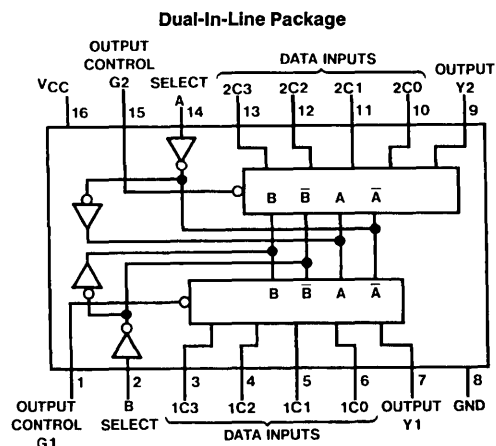 Dual-In-Line Package
OUTPUT CONTROL G2
SELECT A
DATA INPUTS
OUTPUT Y2
VCC
2C3 2C2 2C1 2C0
16 15 14 13 12 11 10 9
B B̅ A A̅
B B̅ A A̅
1 2 3 4 5 6 7 8
OUTPUT CONTROL G1
B SELECT
1C3 1C2 1C1 1C0
OUTPUT Y1
GND
DATA INPUTS